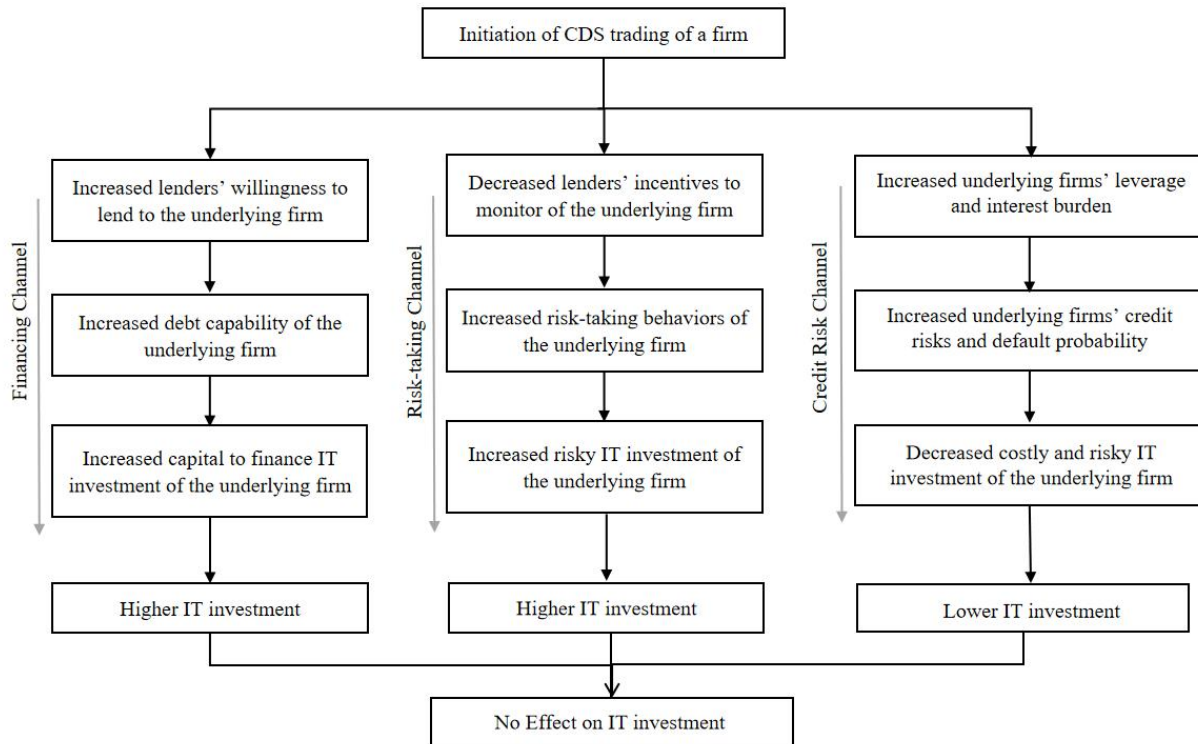 Initiation of CDS trading of a firm
Financing Channel
Increased lenders’ willingness to
lend to the underlying firm
Increased debt capability of the
underlying firm
Increased capital to finance IT
investment of the underlying firm
Higher IT investment
Risk-taking Channel
Decreased lenders’ incentives to
monitor of the underlying firm
Increased risk-taking behaviors of
the underlying firm
Increased risky IT investment of
the underlying firm
Higher IT investment
Credit Risk Channel
Increased underlying firms’ leverage
and interest burden
Increased underlying firms’ credit
risks and default probability
Decreased costly and risky IT
investment of the underlying firm
Lower IT investment
No Effect on IT investment